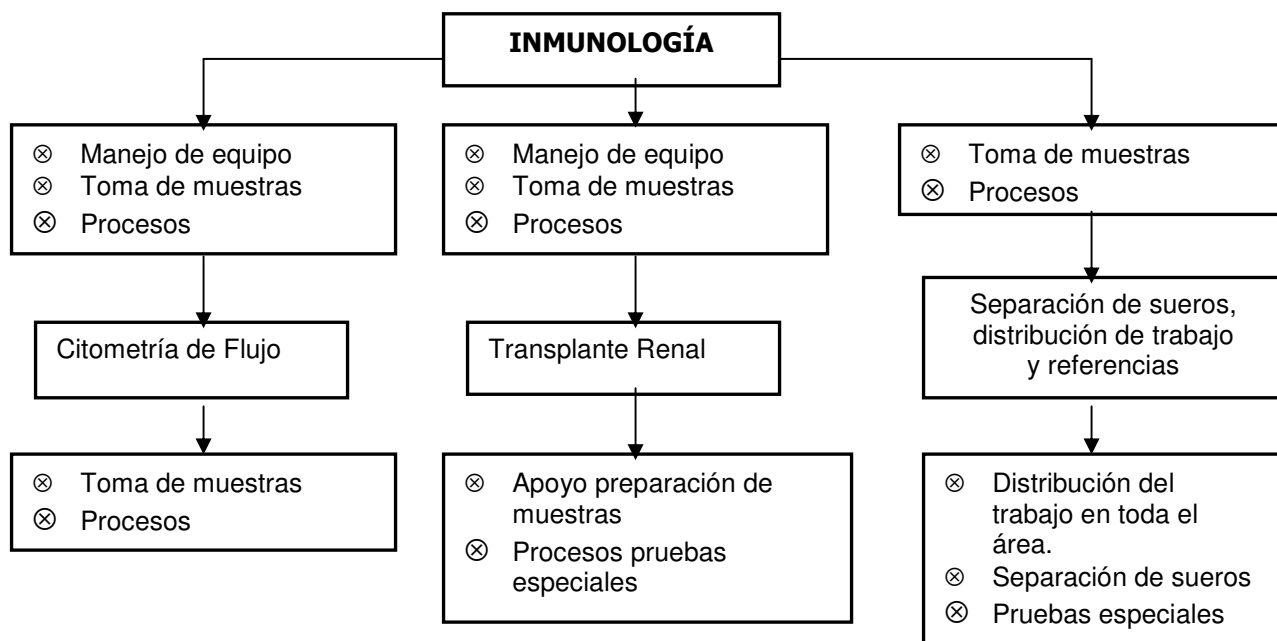 INMUNOLOGÍA
⊗ Manejo de equipo
⊗ Toma de muestras
⊗ Procesos
⊗ Manejo de equipo
⊗ Toma de muestras
⊗ Procesos
⊗ Toma de muestras
⊗ Procesos
Citometría de Flujo
Transplante Renal
Separación de sueros,
distribución de trabajo
y referencias
⊗ Toma de muestras
⊗ Procesos
⊗ Apoyo preparación de
muestras
⊗ Procesos pruebas
especiales
⊗ Distribución del
trabajo en toda el
área.
⊗ Separación de sueros
⊗ Pruebas especiales